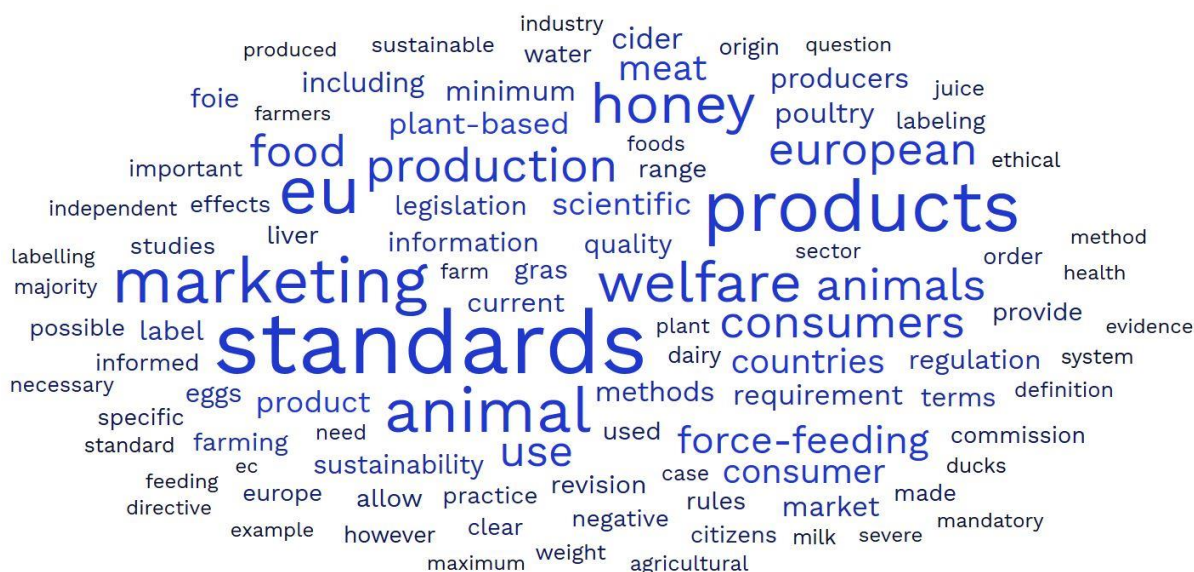 industry
produced sustainable water cider origin question
foie including minimum meat producers juice
farmers plant-based honey poultry labeling
important food production foods range european ethical
independent effects eu legislation scientific products
labelling studies liver information quality sector order method
majority marketing farm gras welfare animals health
possible label current plant consumers provide evidence
informed standards dairy countries regulation system
necessary eggs product animal methods requirement terms definition
specific
standard farming need use used force-feeding commission
feeding ec sustainability case consumer ducks
directive europe allow practice revision rules market made
example however clear negative citizens milk severe mandatory
maximum weight agricultural